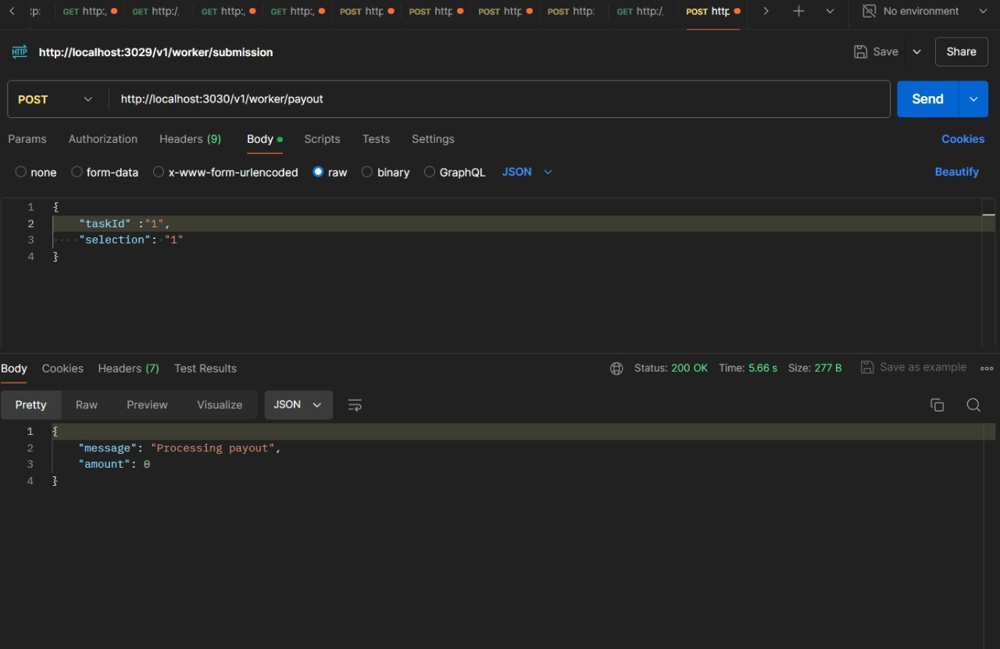 tp: GET http:, GET http:/, GET http:, GET http:, POST http POST http POST http POST http: GET http:/, POST http No environment
HTTP http://localhost:3029/v1/worker/submission Save Share
POST http://localhost:3030/v1/worker/payout Send
Params Authorization Headers (9) Body Scripts Tests Settings Cookies
none form-data x-www-form-urlencoded raw binary GraphQL JSON Beautify
1 {
2 "taskId" :"1",
3 "selection": "1"
4 }
Body Cookies Headers (7) Test Results Status: 200 OK Time: 5.66 s Size: 277 B Save as example
Pretty Raw Preview Visualize JSON
1 {
2 "message": "Processing payout",
3 "amount": 0
4 }